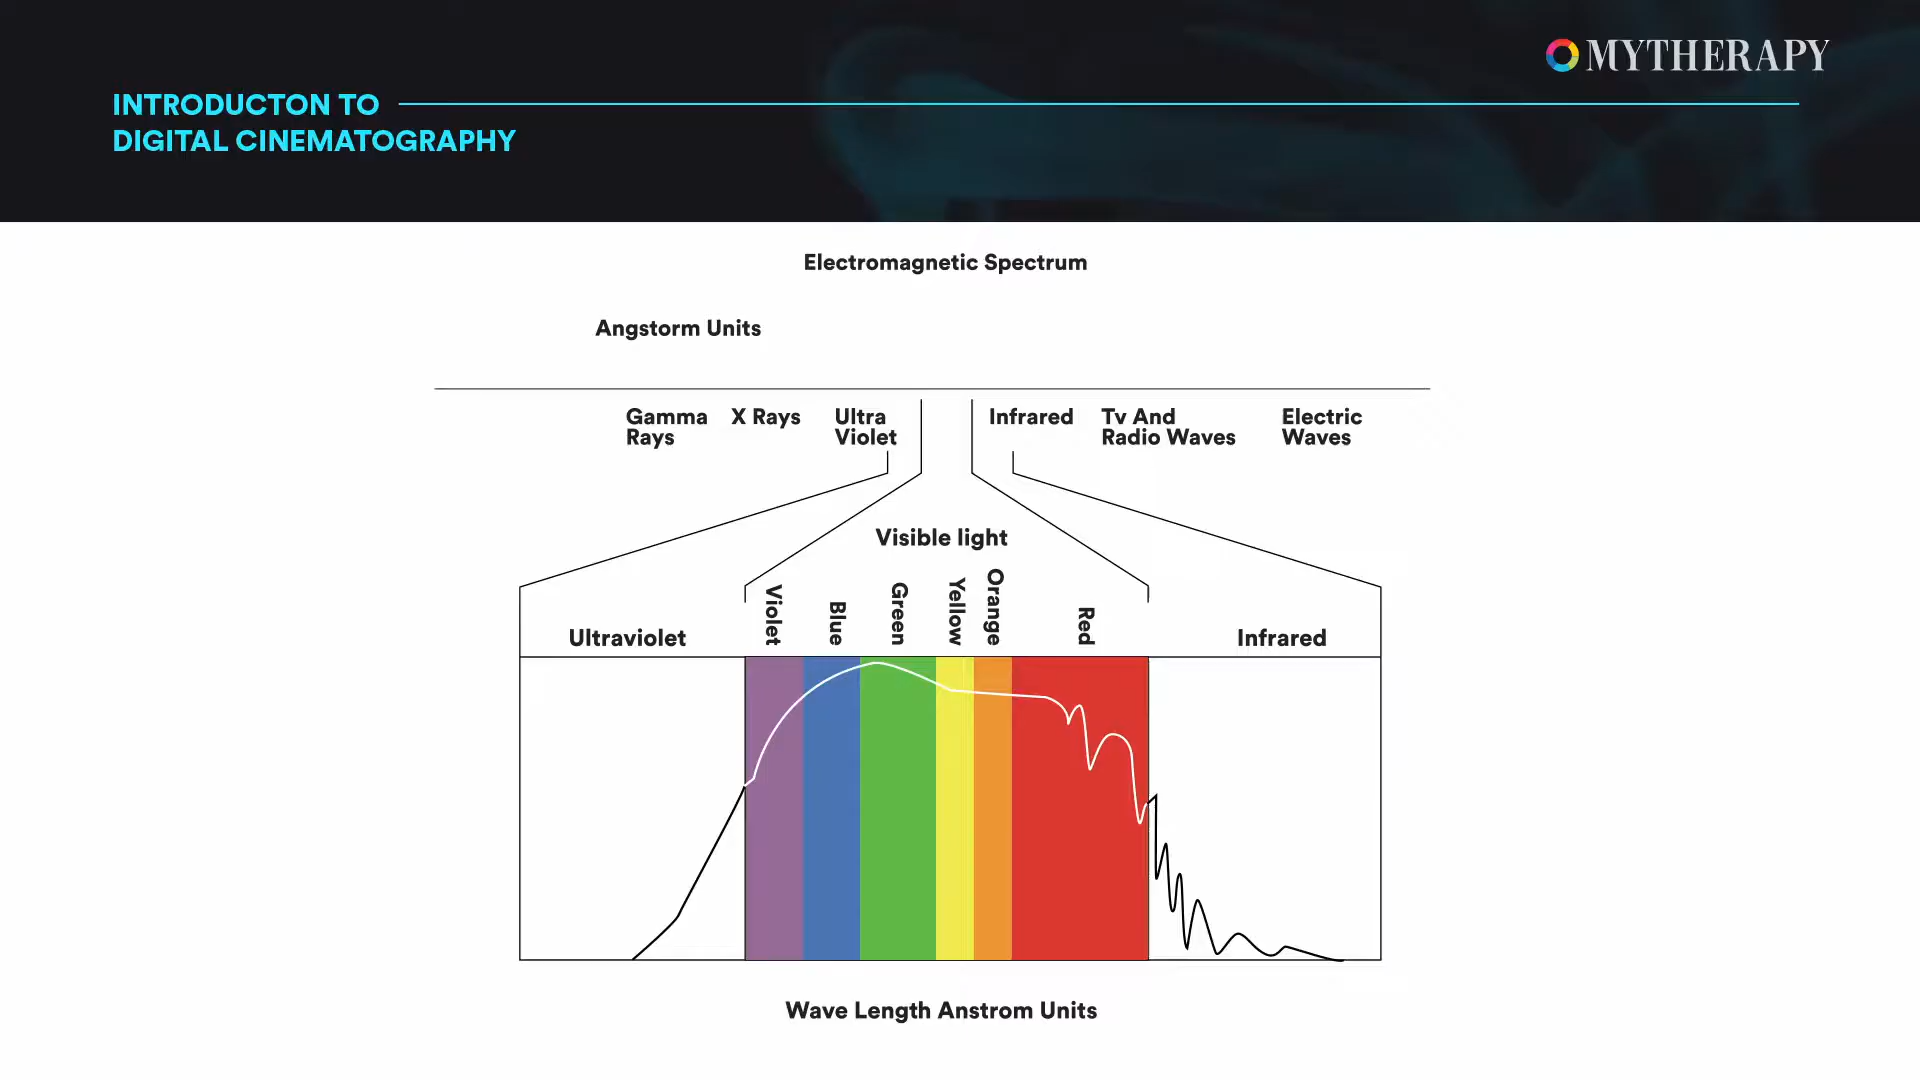 MYTHERAPY
INTRODUCTON TO
DIGITAL CINEMATOGRAPHY
Electromagnetic Spectrum
Angstorm Units
Gamma Rays
X Rays
Ultra Violet
Infrared
Tv And Radio Waves
Electric Waves
Visible light
Violet
Blue
Green
Yellow
Orange
Red
Ultraviolet
Infrared
Wave Length Anstrom Units